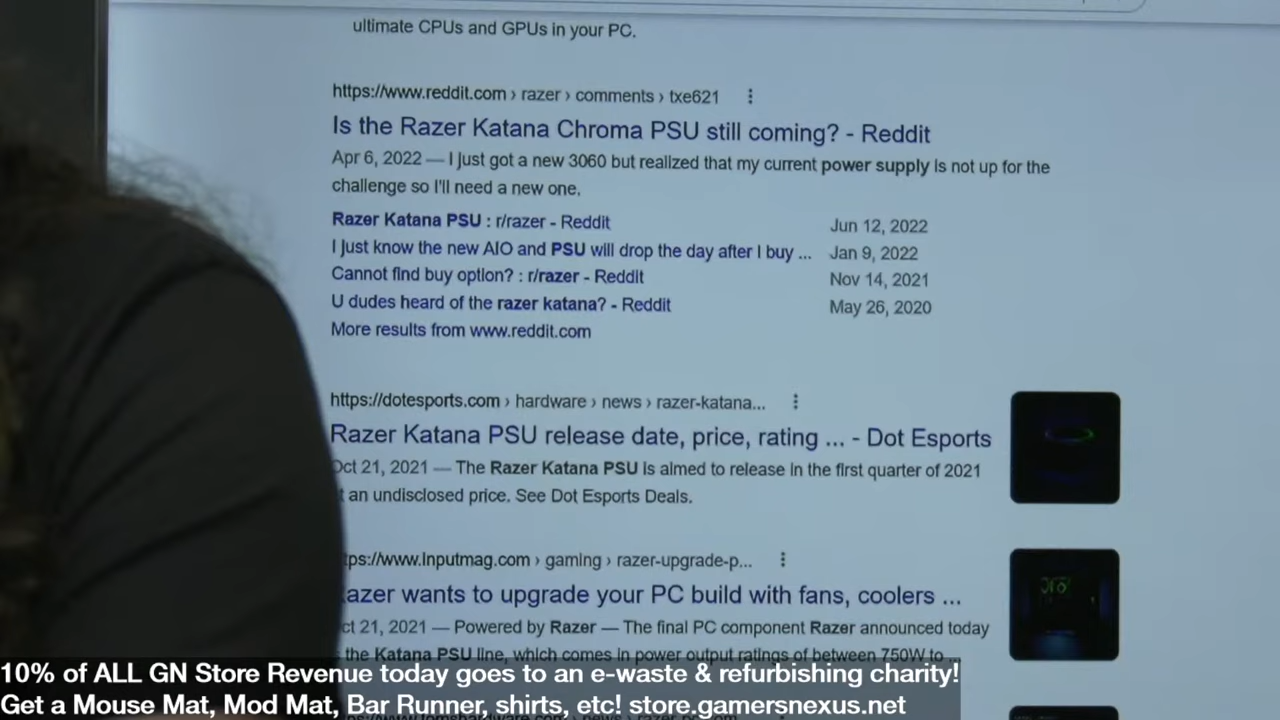 ultimate CPUs and GPUs in your PC.
https://www.reddit.com › razer › comments › txe621
Is the Razer Katana Chroma PSU still coming? - Reddit
Apr 6, 2022 — I just got a new 3060 but realized that my current power supply is not up for the
challenge so I'll need a new one.
Razer Katana PSU : r/razer - Reddit Jun 12, 2022
I just know the new AIO and PSU will drop the day after I buy ... Jan 9, 2022
Cannot find buy option? : r/razer - Reddit Nov 14, 2021
U dudes heard of the razer katana? - Reddit May 26, 2020
More results from www.reddit.com
https://dotesports.com › hardware › news › razer-katana...
Razer Katana PSU release date, price, rating ... - Dot Esports
Oct 21, 2021 — The Razer Katana PSU is aimed to release in the first quarter of 2021
t an undisclosed price. See Dot Esports Deals.
tps://www.inputmag.com › gaming › razer-upgrade-p...
azer wants to upgrade your PC build with fans, coolers ...
ct 21, 2021 — Powered by Razer — The final PC component Razer announced today
the Katana PSU line, which comes in power output ratings of between 750W to ...
10% of ALL GN Store Revenue today goes to an e-waste & refurbishing charity!
Get a Mouse Mat, Mod Mat, Bar Runner, shirts, etc! store.gamersnexus.net